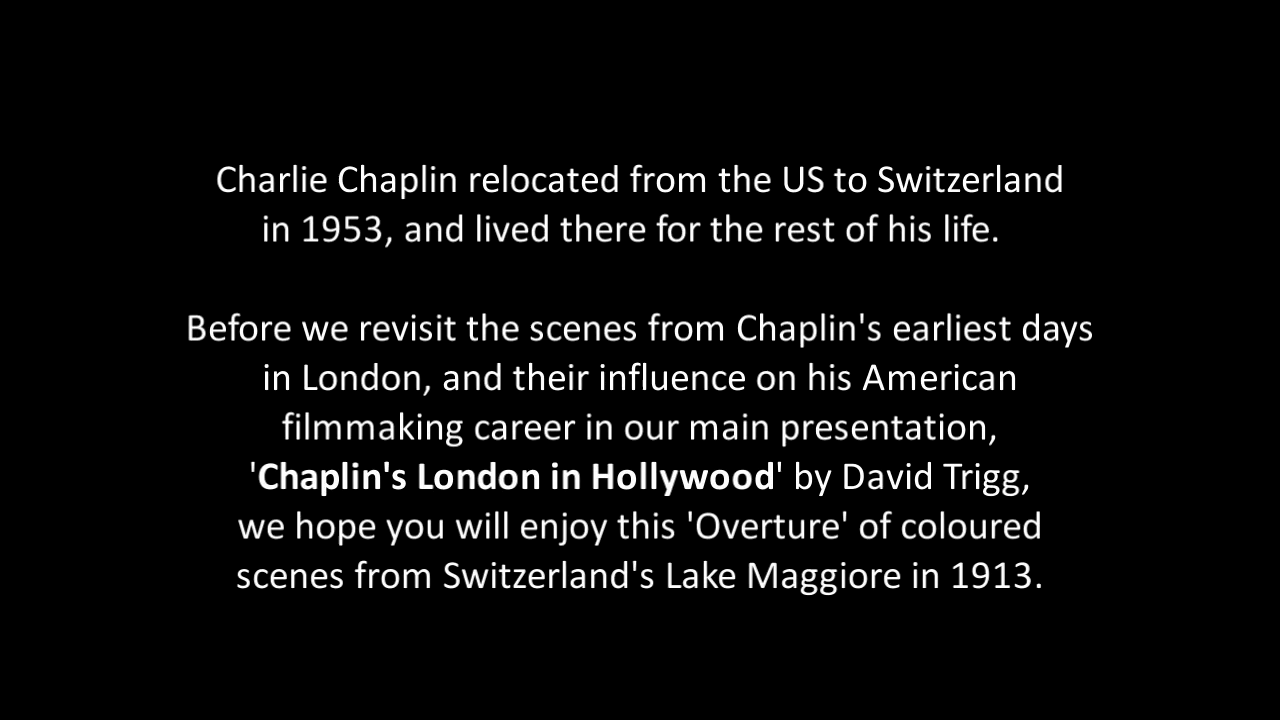 Charlie Chaplin relocated from the US to Switzerland
in 1953, and lived there for the rest of his life.
Before we revisit the scenes from Chaplin's earliest days
in London, and their influence on his American
filmmaking career in our main presentation,
'Chaplin's London in Hollywood' by David Trigg,
we hope you will enjoy this 'Overture' of coloured
scenes from Switzerland's Lake Maggiore in 1913.